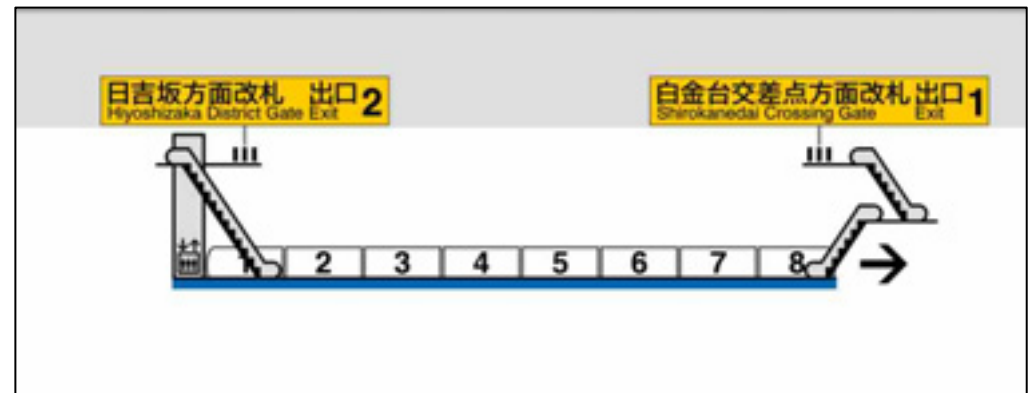 日吉坂方面改札 出口 2
Hiyoshizaka District Gate Exit
白金台交差点方面改札 出口 1
Shirokanedai Crossing Gate Exit
1 2 3 4 5 6 7 8